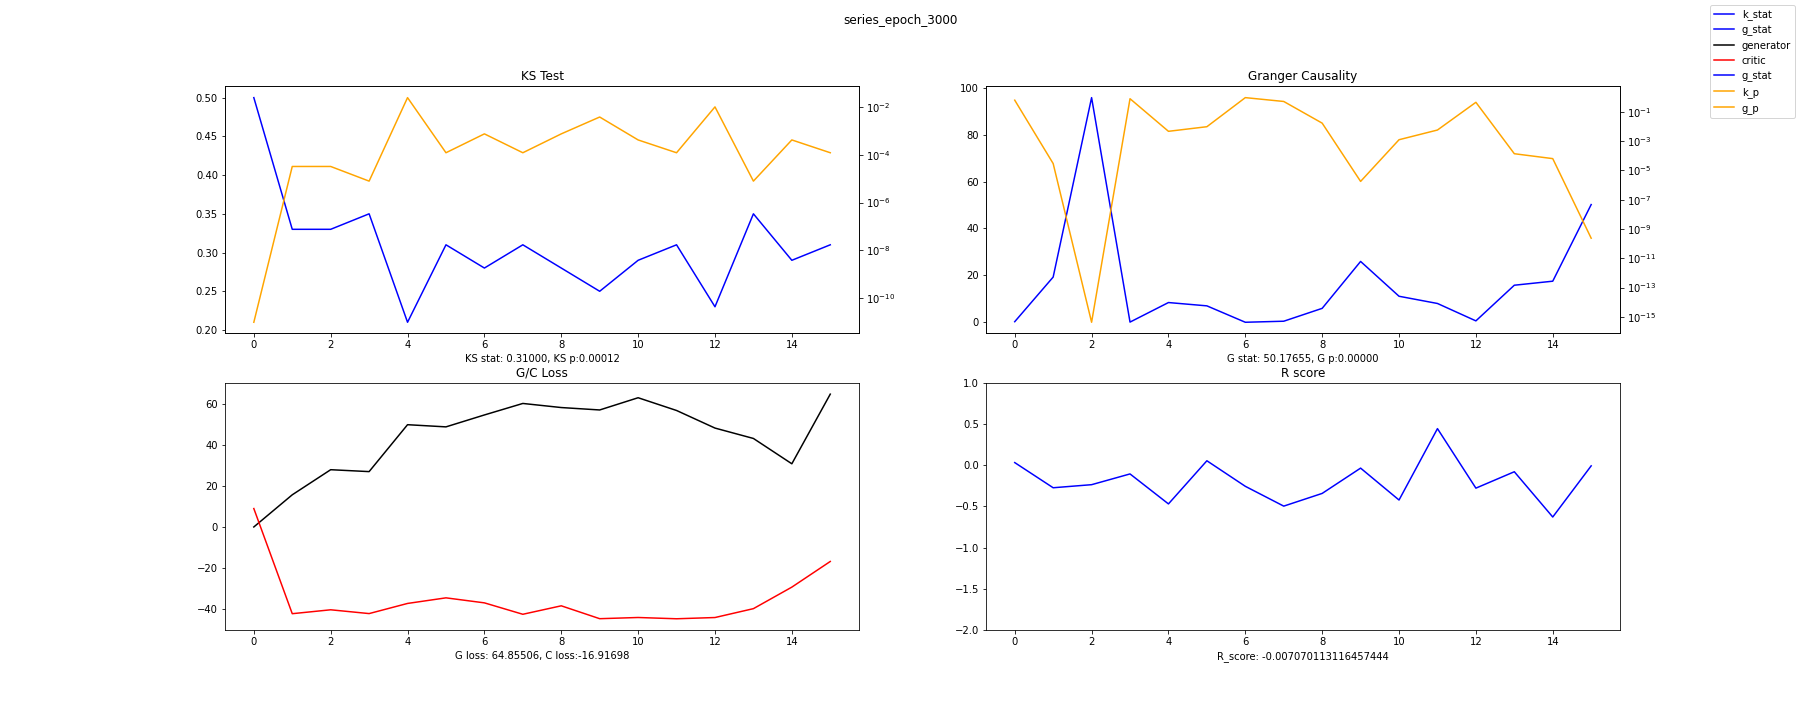 series_epoch_3000
k_stat
g_stat
generator
critic
g_stat
k_p
g_p
KS Test
0.50
0.45
0.40
0.35
0.30
0.25
0.20
10⁻²
10⁻⁴
10⁻⁶
10⁻⁸
10⁻¹⁰
0 2 4 6 8 10 12 14
KS stat: 0.31000, KS p:0.00012
Granger Causality
100
80
60
40
20
0
10⁻¹
10⁻³
10⁻⁵
10⁻⁷
10⁻⁹
10⁻¹¹
10⁻¹³
10⁻¹⁵
0 2 4 6 8 10 12 14
G stat: 50.17655, G p:0.00000
G/C Loss
60
40
20
0
−20
−40
0 2 4 6 8 10 12 14
G loss: 64.85506, C loss:-16.91698
R score
1.0
0.5
0.0
−0.5
−1.0
−1.5
−2.0
0 2 4 6 8 10 12 14
R_score: -0.007070113116457444